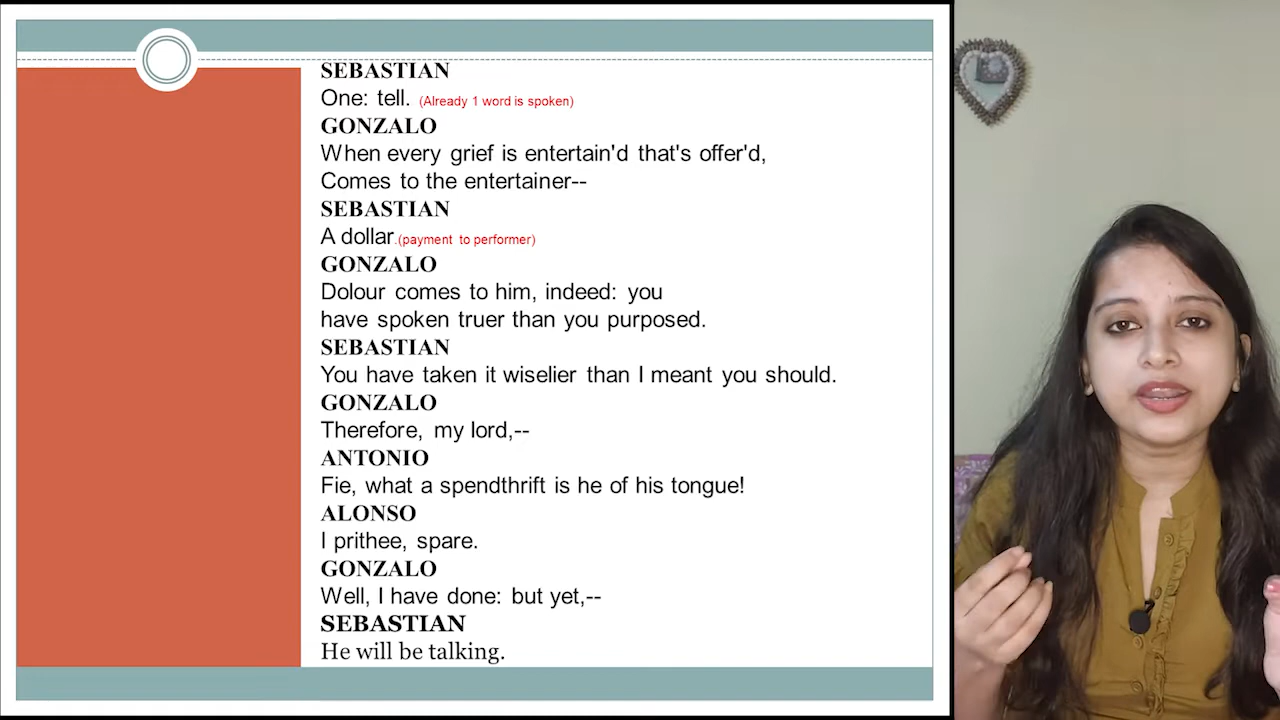 SEBASTIAN
One: tell. (Already 1 word is spoken)
GONZALO
When every grief is entertain'd that's offer'd,
Comes to the entertainer--
SEBASTIAN
A dollar.(payment to performer)
GONZALO
Dolour comes to him, indeed: you
have spoken truer than you purposed.
SEBASTIAN
You have taken it wiselier than I meant you should.
GONZALO
Therefore, my lord,--
ANTONIO
Fie, what a spendthrift is he of his tongue!
ALONSO
I prithee, spare.
GONZALO
Well, I have done: but yet,--
SEBASTIAN
He will be talking.